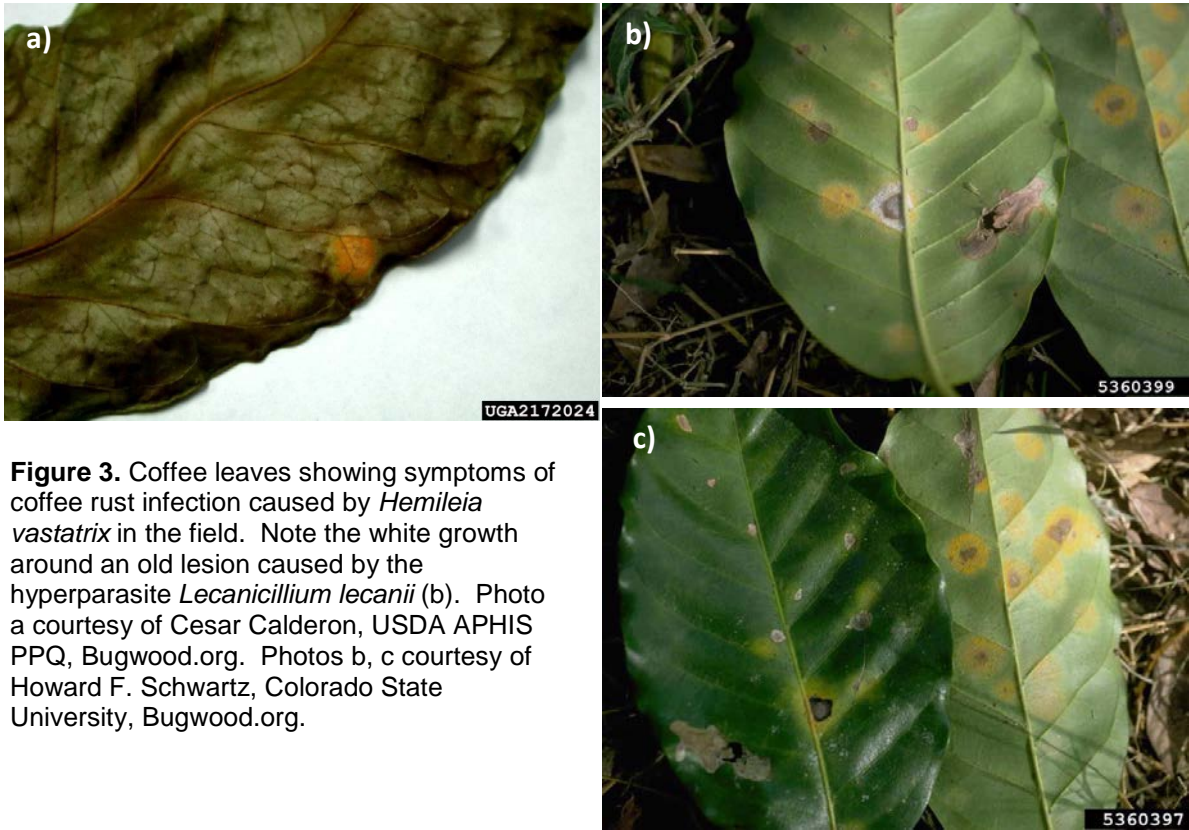 a)
UGA2172024
b)
5360399
c)
5360397
Figure 3. Coffee leaves showing symptoms of
coffee rust infection caused by Hemileia
vastatrix in the field. Note the white growth
around an old lesion caused by the
hyperparasite Lecanicillium lecanii (b). Photo
a courtesy of Cesar Calderon, USDA APHIS
PPQ, Bugwood.org. Photos b, c courtesy of
Howard F. Schwartz, Colorado State
University, Bugwood.org.